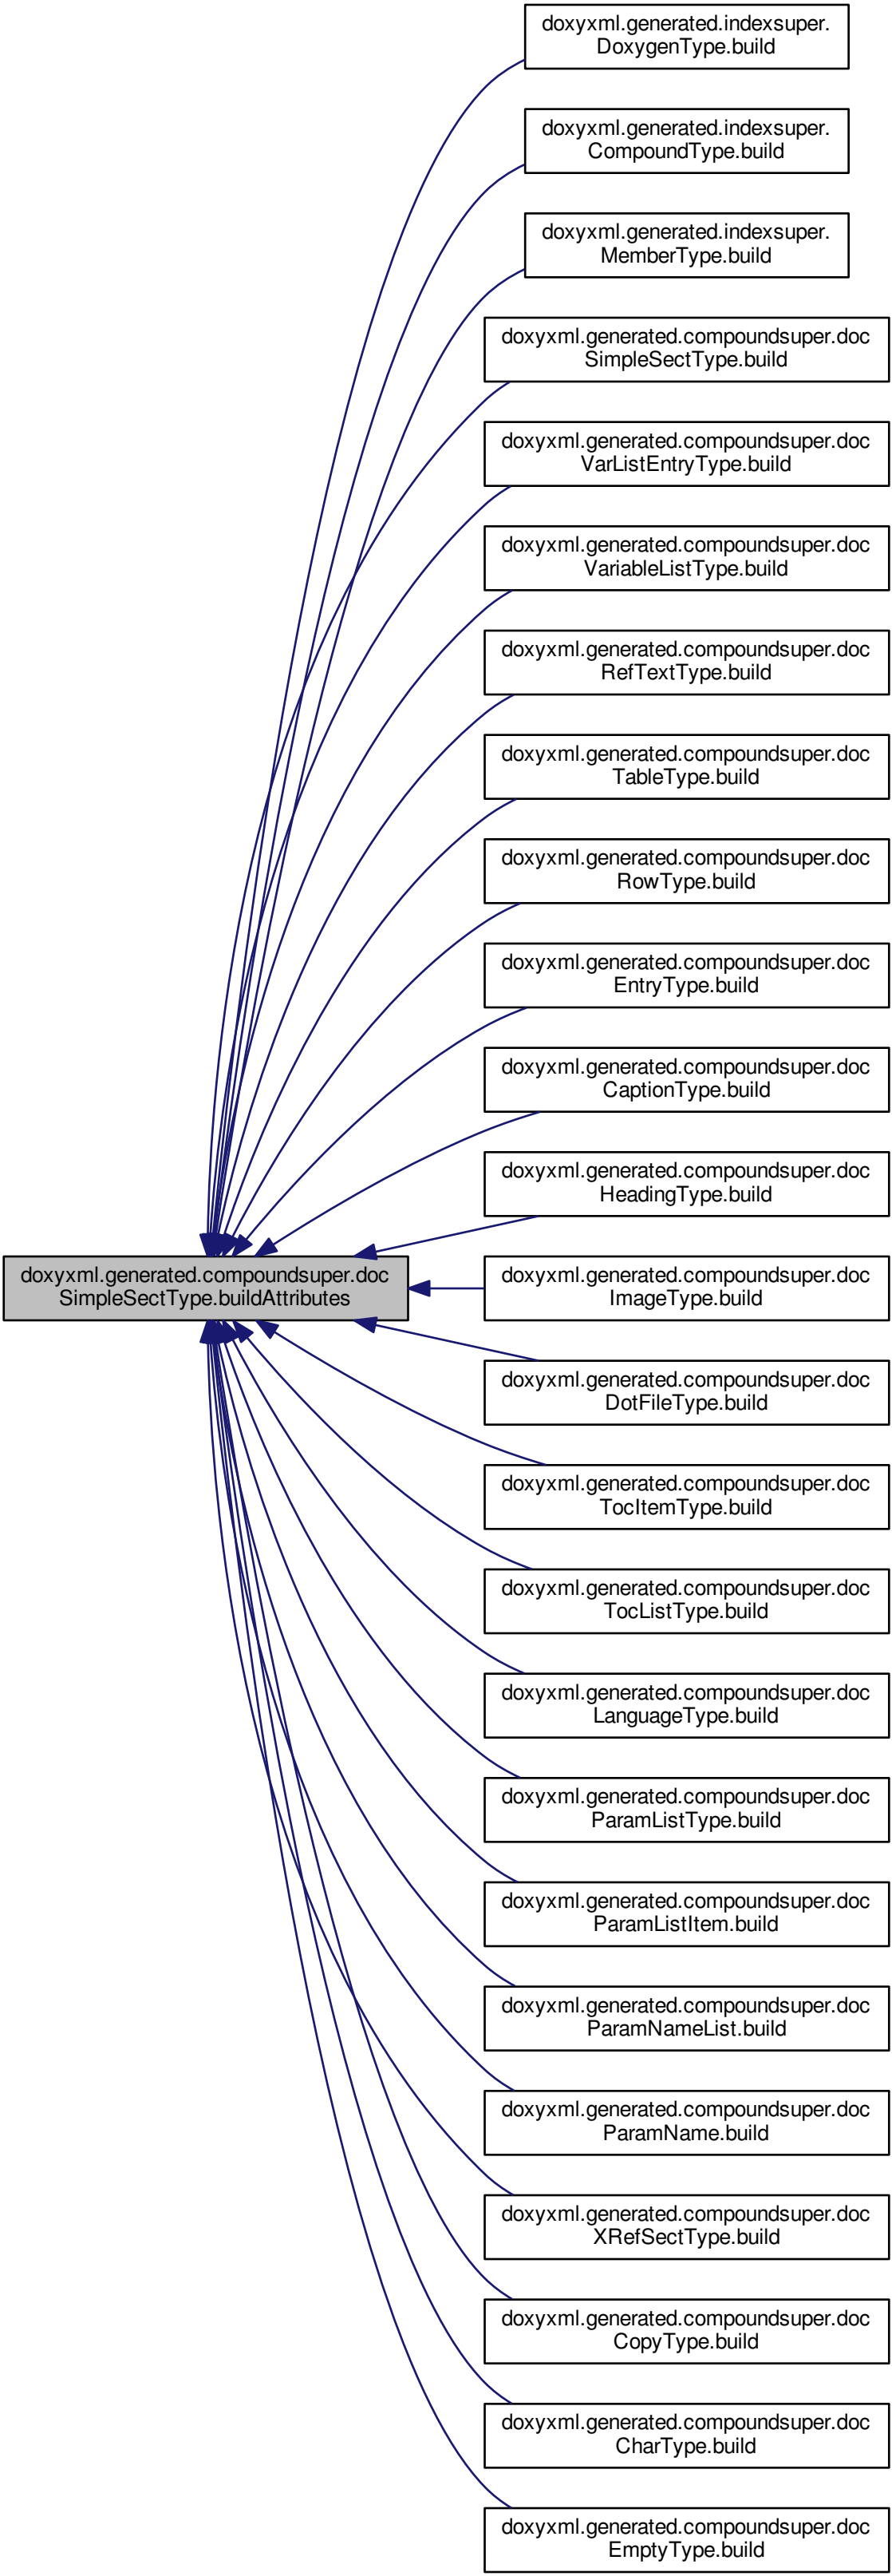 doxyxml.generated.indexsuper.
DoxygenType.build
doxyxml.generated.indexsuper.
CompoundType.build
doxyxml.generated.indexsuper.
MemberType.build
doxyxml.generated.compoundsuper.doc
SimpleSectType.build
doxyxml.generated.compoundsuper.doc
VarListEntryType.build
doxyxml.generated.compoundsuper.doc
VariableListType.build
doxyxml.generated.compoundsuper.doc
RefTextType.build
doxyxml.generated.compoundsuper.doc
TableType.build
doxyxml.generated.compoundsuper.doc
RowType.build
doxyxml.generated.compoundsuper.doc
EntryType.build
doxyxml.generated.compoundsuper.doc
CaptionType.build
doxyxml.generated.compoundsuper.doc
HeadingType.build
doxyxml.generated.compoundsuper.doc
SimpleSectType.buildAttributes
doxyxml.generated.compoundsuper.doc
ImageType.build
doxyxml.generated.compoundsuper.doc
DotFileType.build
doxyxml.generated.compoundsuper.doc
TocItemType.build
doxyxml.generated.compoundsuper.doc
TocListType.build
doxyxml.generated.compoundsuper.doc
LanguageType.build
doxyxml.generated.compoundsuper.doc
ParamListType.build
doxyxml.generated.compoundsuper.doc
ParamListItem.build
doxyxml.generated.compoundsuper.doc
ParamNameList.build
doxyxml.generated.compoundsuper.doc
ParamName.build
doxyxml.generated.compoundsuper.doc
XRefSectType.build
doxyxml.generated.compoundsuper.doc
CopyType.build
doxyxml.generated.compoundsuper.doc
CharType.build
doxyxml.generated.compoundsuper.doc
EmptyType.build